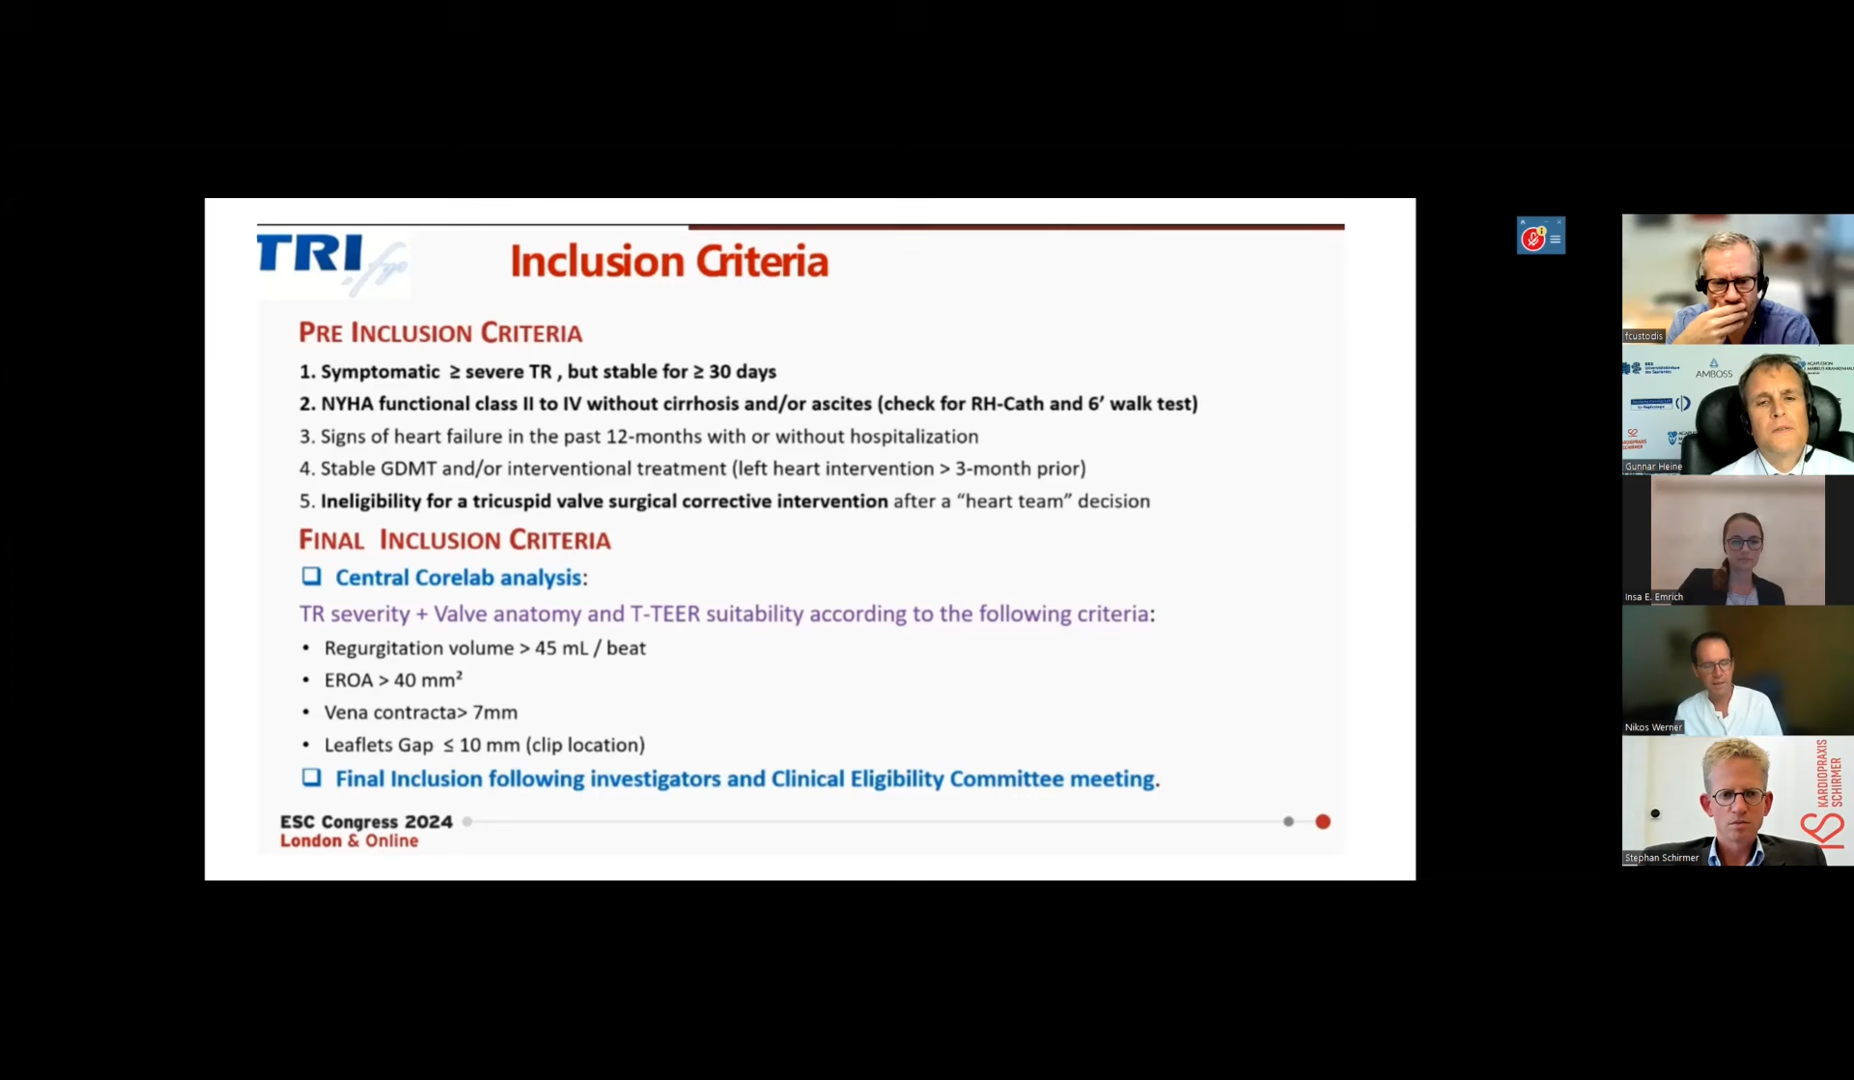 TRI
.fr
Inclusion Criteria
PRE INCLUSION CRITERIA
1. Symptomatic ≥ severe TR , but stable for ≥ 30 days
2. NYHA functional class II to IV without cirrhosis and/or ascites (check for RH-Cath and 6’ walk test)
3. Signs of heart failure in the past 12-months with or without hospitalization
4. Stable GDMT and/or interventional treatment (left heart intervention > 3-month prior)
5. Ineligibility for a tricuspid valve surgical corrective intervention after a “heart team” decision
FINAL INCLUSION CRITERIA
❑ Central Corelab analysis:
TR severity + Valve anatomy and T-TEER suitability according to the following criteria:
• Regurgitation volume > 45 mL / beat
• EROA > 40 mm²
• Vena contracta> 7mm
• Leaflets Gap ≤ 10 mm (clip location)
❑ Final Inclusion following investigators and Clinical Eligibility Committee meeting.
ESC Congress 2024
London & Online
fcustodis
AMBOSS
Gunnar Heine
Insa E. Emrich
Nikos Werner
KARDIOPRAXIS
SCHIRMER
Stephan Schirmer